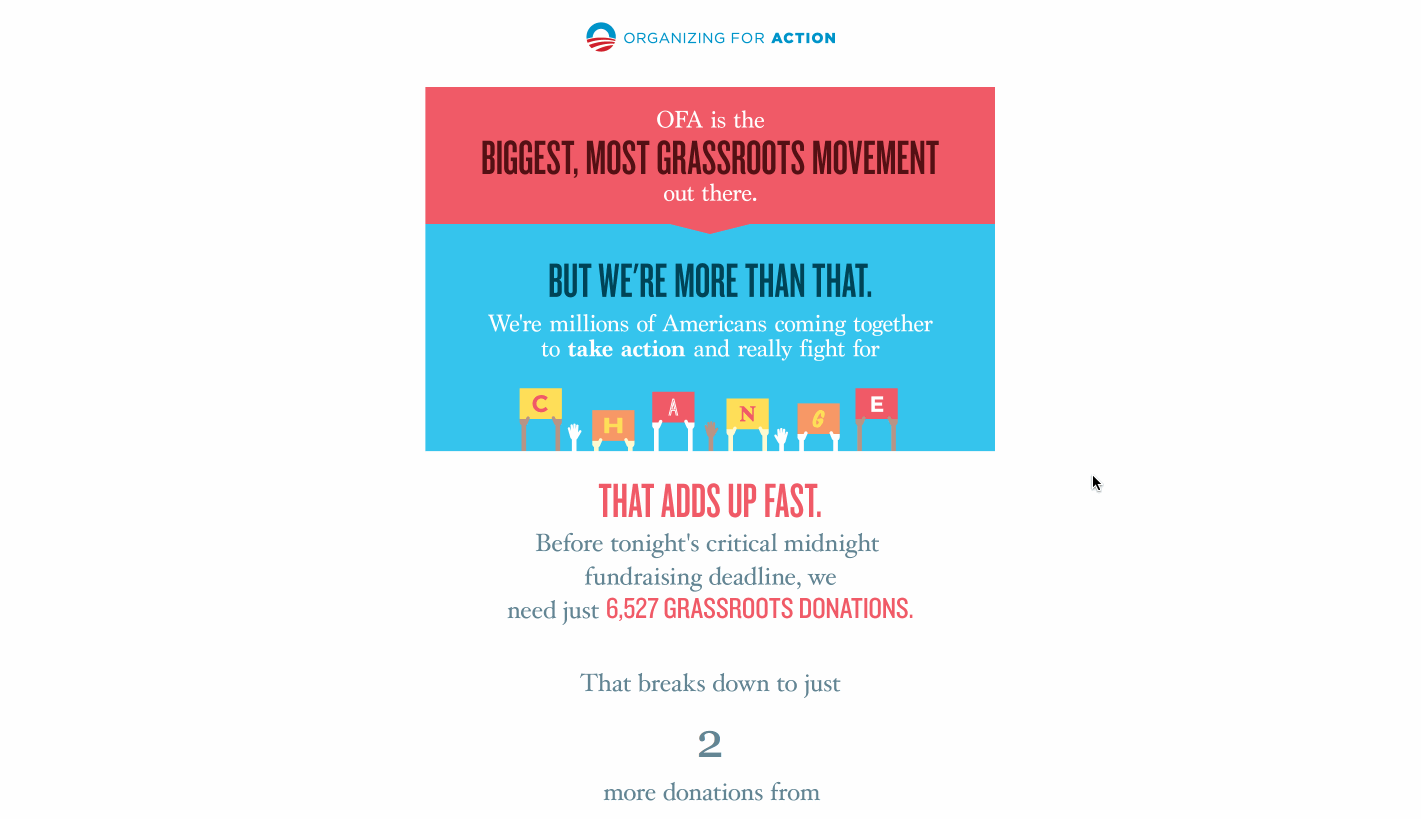 ORGANIZING FOR ACTION
OFA is the
BIGGEST, MOST GRASSROOTS MOVEMENT
out there.
BUT WE'RE MORE THAN THAT.
We're millions of Americans coming together
to take action and really fight for
C H A N G E
THAT ADDS UP FAST.
Before tonight's critical midnight
fundraising deadline, we
need just 6,527 GRASSROOTS DONATIONS.
That breaks down to just
2
more donations from